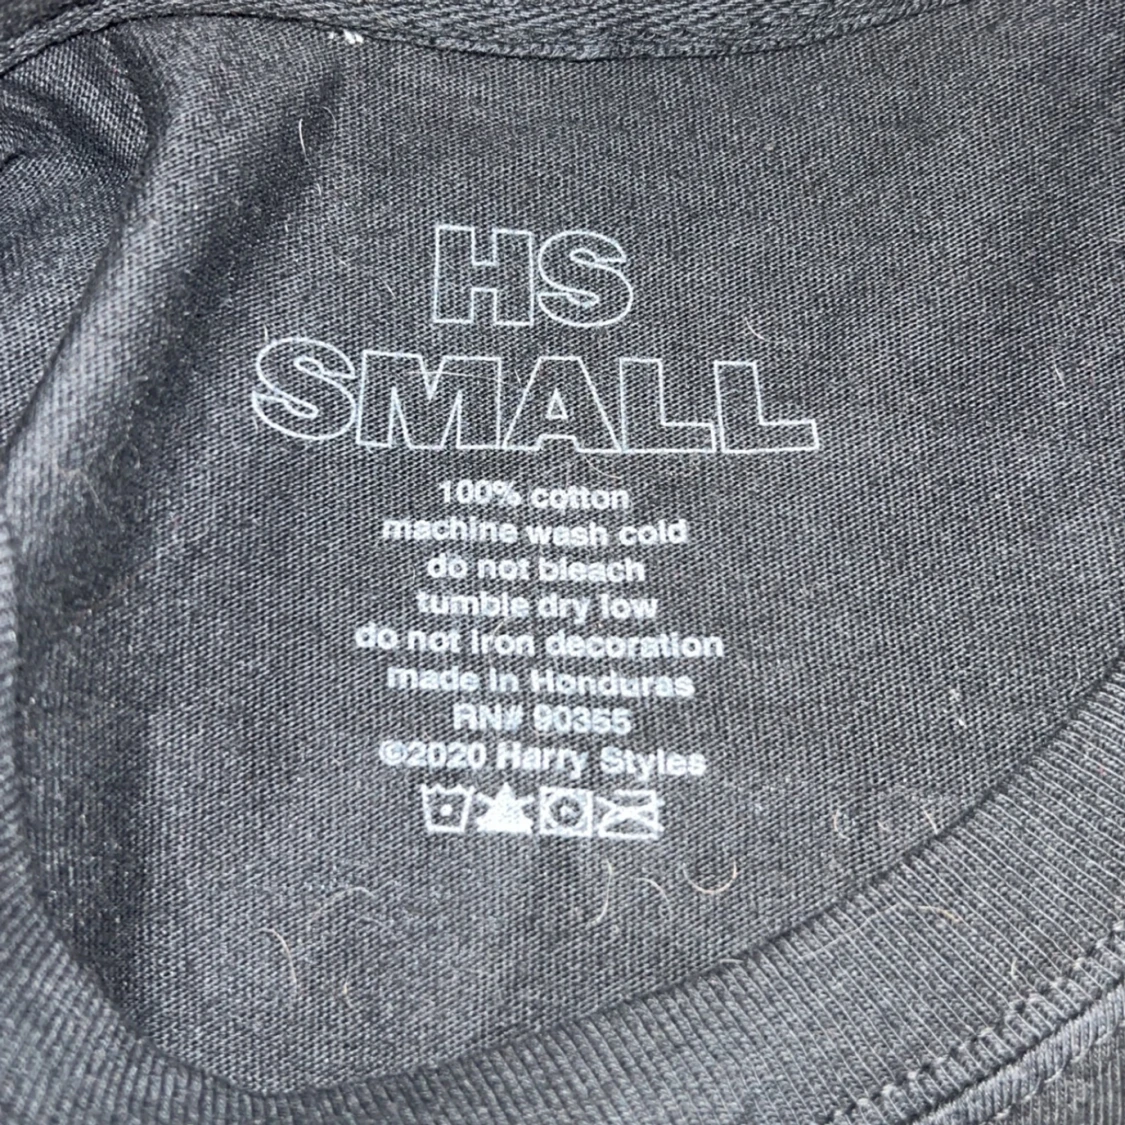 HS
SMALL
100% cotton
machine wash cold
do not bleach
tumble dry low
do not iron decoration
made in Honduras
RN# 90355
©2020 Harry Styles